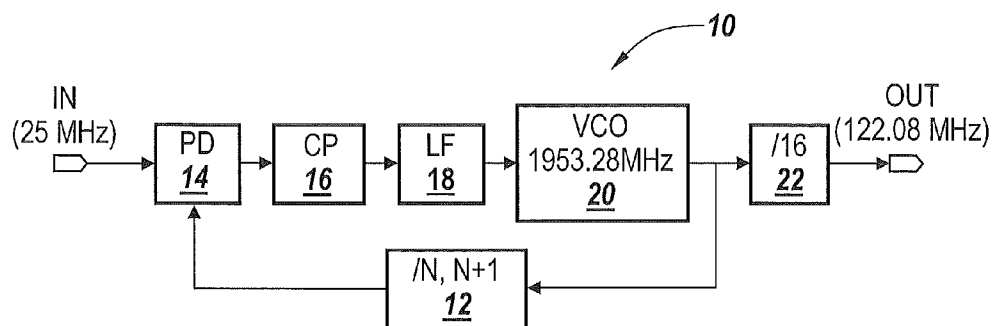 10
IN
(25 MHz)
PD
14
CP
16
LF
18
VCO
1953.28MHz
20
/16
22
OUT
(122.08 MHz)
/N, N+1
12